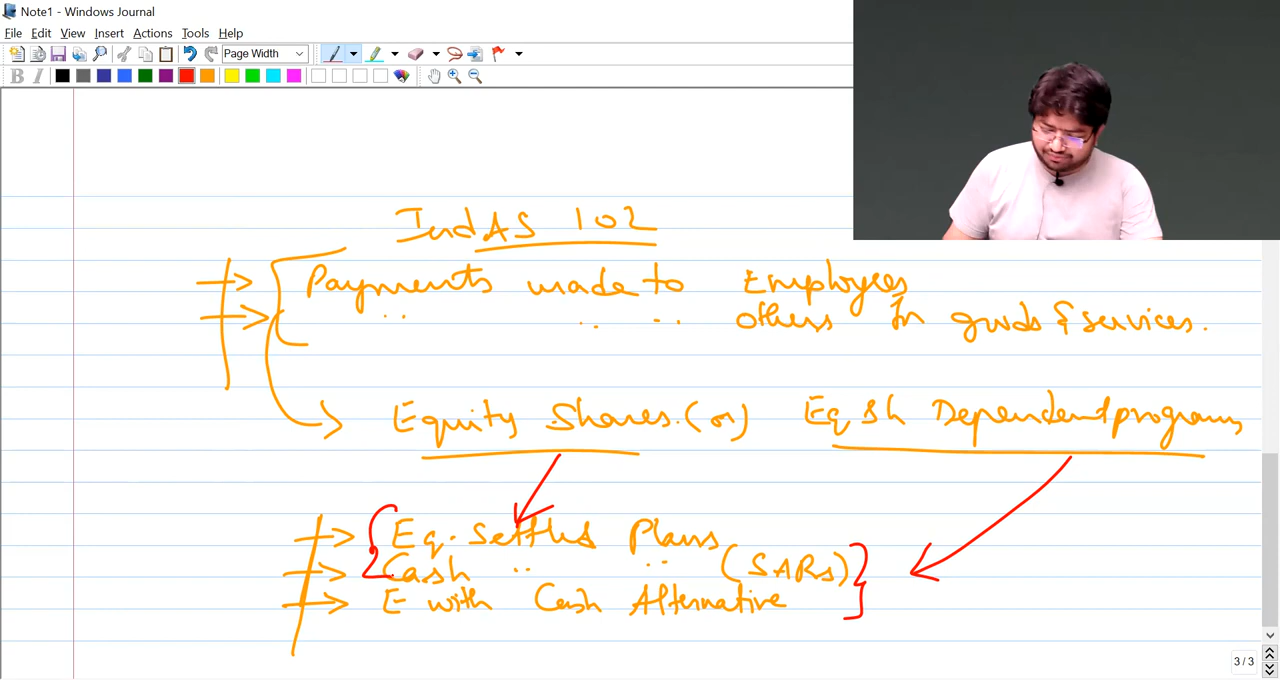 Note1 - Windows Journal
File Edit View Insert Actions Tools Help
Page Width
B I
Ind AS 102
Payments made to Employees
" " " others for goods & services.
Equity Shares. (or) Eq Sh Dependent programs
Eq. Settled Plans
Cash " " (SARs)
E with Cash Alternative
3 / 3